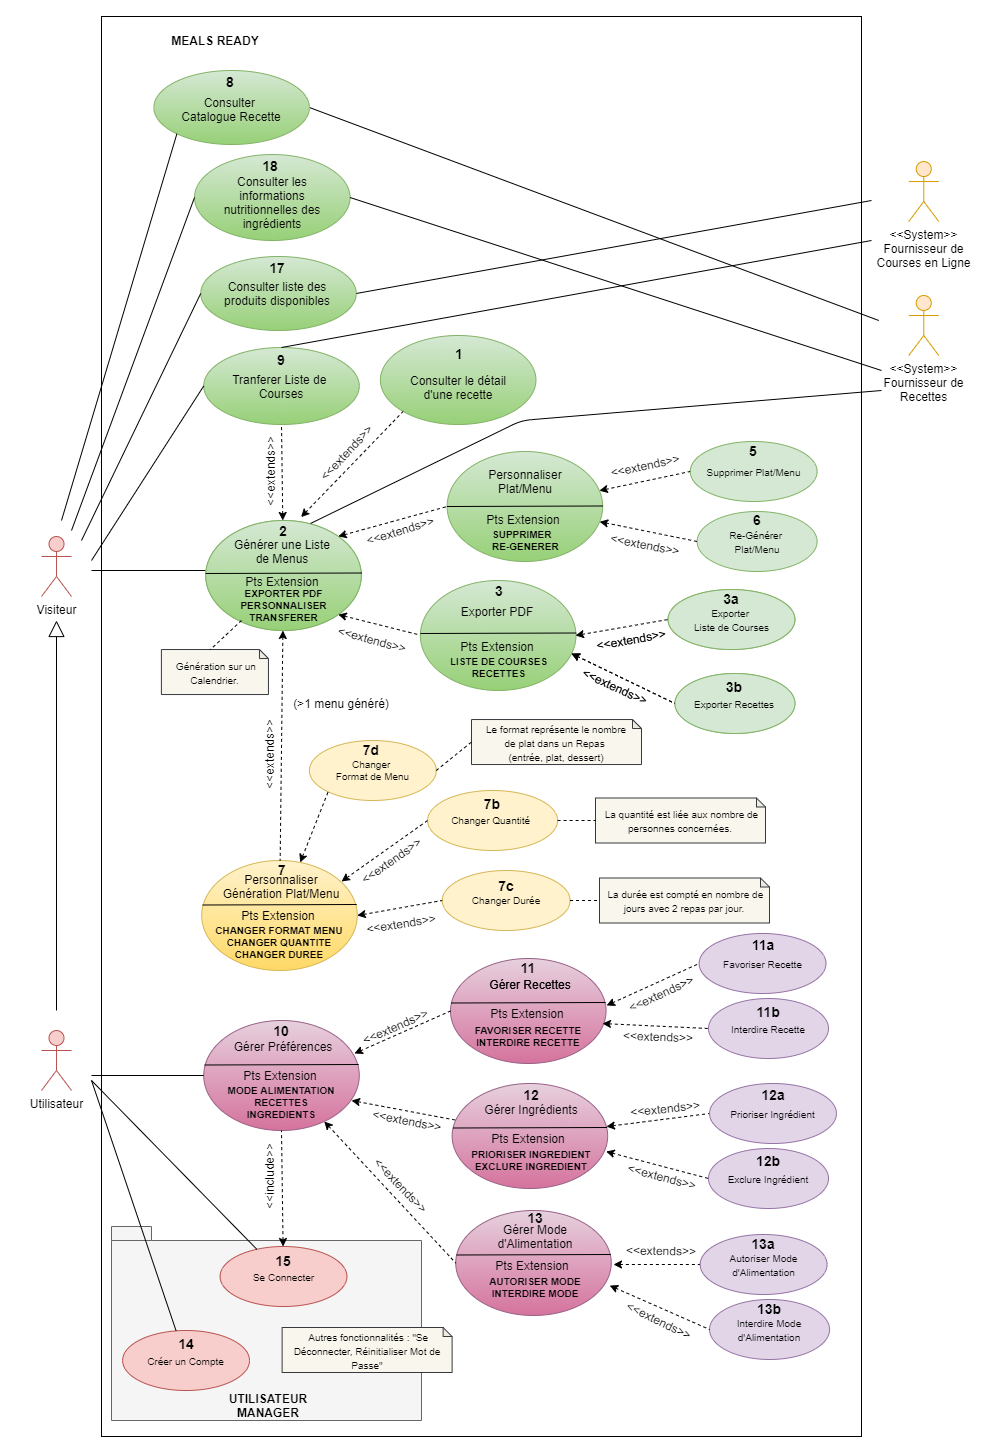 MEALS READY
8
Consulter
Catalogue Recette
18
Consulter les
informations
nutritionnelles des
ingrédients
17
Consulter liste des
produits disponibles
9
Tranferer Liste de
Courses
1
Consulter le détail
d'une recette
<<System>>
Fournisseur de
Courses en Ligne
<<System>>
Fournisseur de
Recettes
<<extends>>
<<extends>>
Personnaliser
Plat/Menu
Pts Extension
SUPPRIMER
RE-GENERER
<<extends>>
5
Supprimer Plat/Menu
<<extends>>
6
Re-Générer
Plat/Menu
<<extends>>
2
Générer une Liste
de Menus
Pts Extension
EXPORTER PDF
PERSONNALISER
TRANSFERER
Visiteur
3
Exporter PDF
Pts Extension
LISTE DE COURSES
RECETTES
<<extends>>
3a
Exporter
Liste de Courses
<<extends>>
3b
Exporter Recettes
<<extends>>
Génération sur un
Calendrier.
(>1 menu généré)
<<extends>>
7d
Changer
Format de Menu
Le format représente le nombre
de plat dans un Repas
(entrée, plat, dessert)
7b
Changer Quantité
La quantité est liée aux nombre de
personnes concernées.
<<extends>>
7
Personnaliser
Génération Plat/Menu
Pts Extension
CHANGER FORMAT MENU
CHANGER QUANTITE
CHANGER DUREE
7c
Changer Durée
La durée est compté en nombre de
jours avec 2 repas par jour.
<<extends>>
11
Gérer Recettes
Pts Extension
FAVORISER RECETTE
INTERDIRE RECETTE
11a
Favoriser Recette
<<extends>>
11b
Interdire Recette
<<extends>>
10
Gérer Préférences
Pts Extension
MODE ALIMENTATION
RECETTES
INGREDIENTS
<<extends>>
Utilisateur
12
Gérer Ingrédients
Pts Extension
PRIORISER INGREDIENT
EXCLURE INGREDIENT
<<extends>>
12a
Prioriser Ingrédient
<<extends>>
12b
Exclure Ingrédient
<<extends>>
<<include>>
<<extends>>
13
Gérer Mode
d'Alimentation
Pts Extension
AUTORISER MODE
INTERDIRE MODE
13a
Autoriser Mode
d'Alimentation
<<extends>>
13b
Interdire Mode
d'Alimentation
<<extends>>
15
Se Connecter
14
Créer un Compte
Autres fonctionnalités : "Se
Déconnecter, Réinitialiser Mot de
Passe"
UTILISATEUR
MANAGER